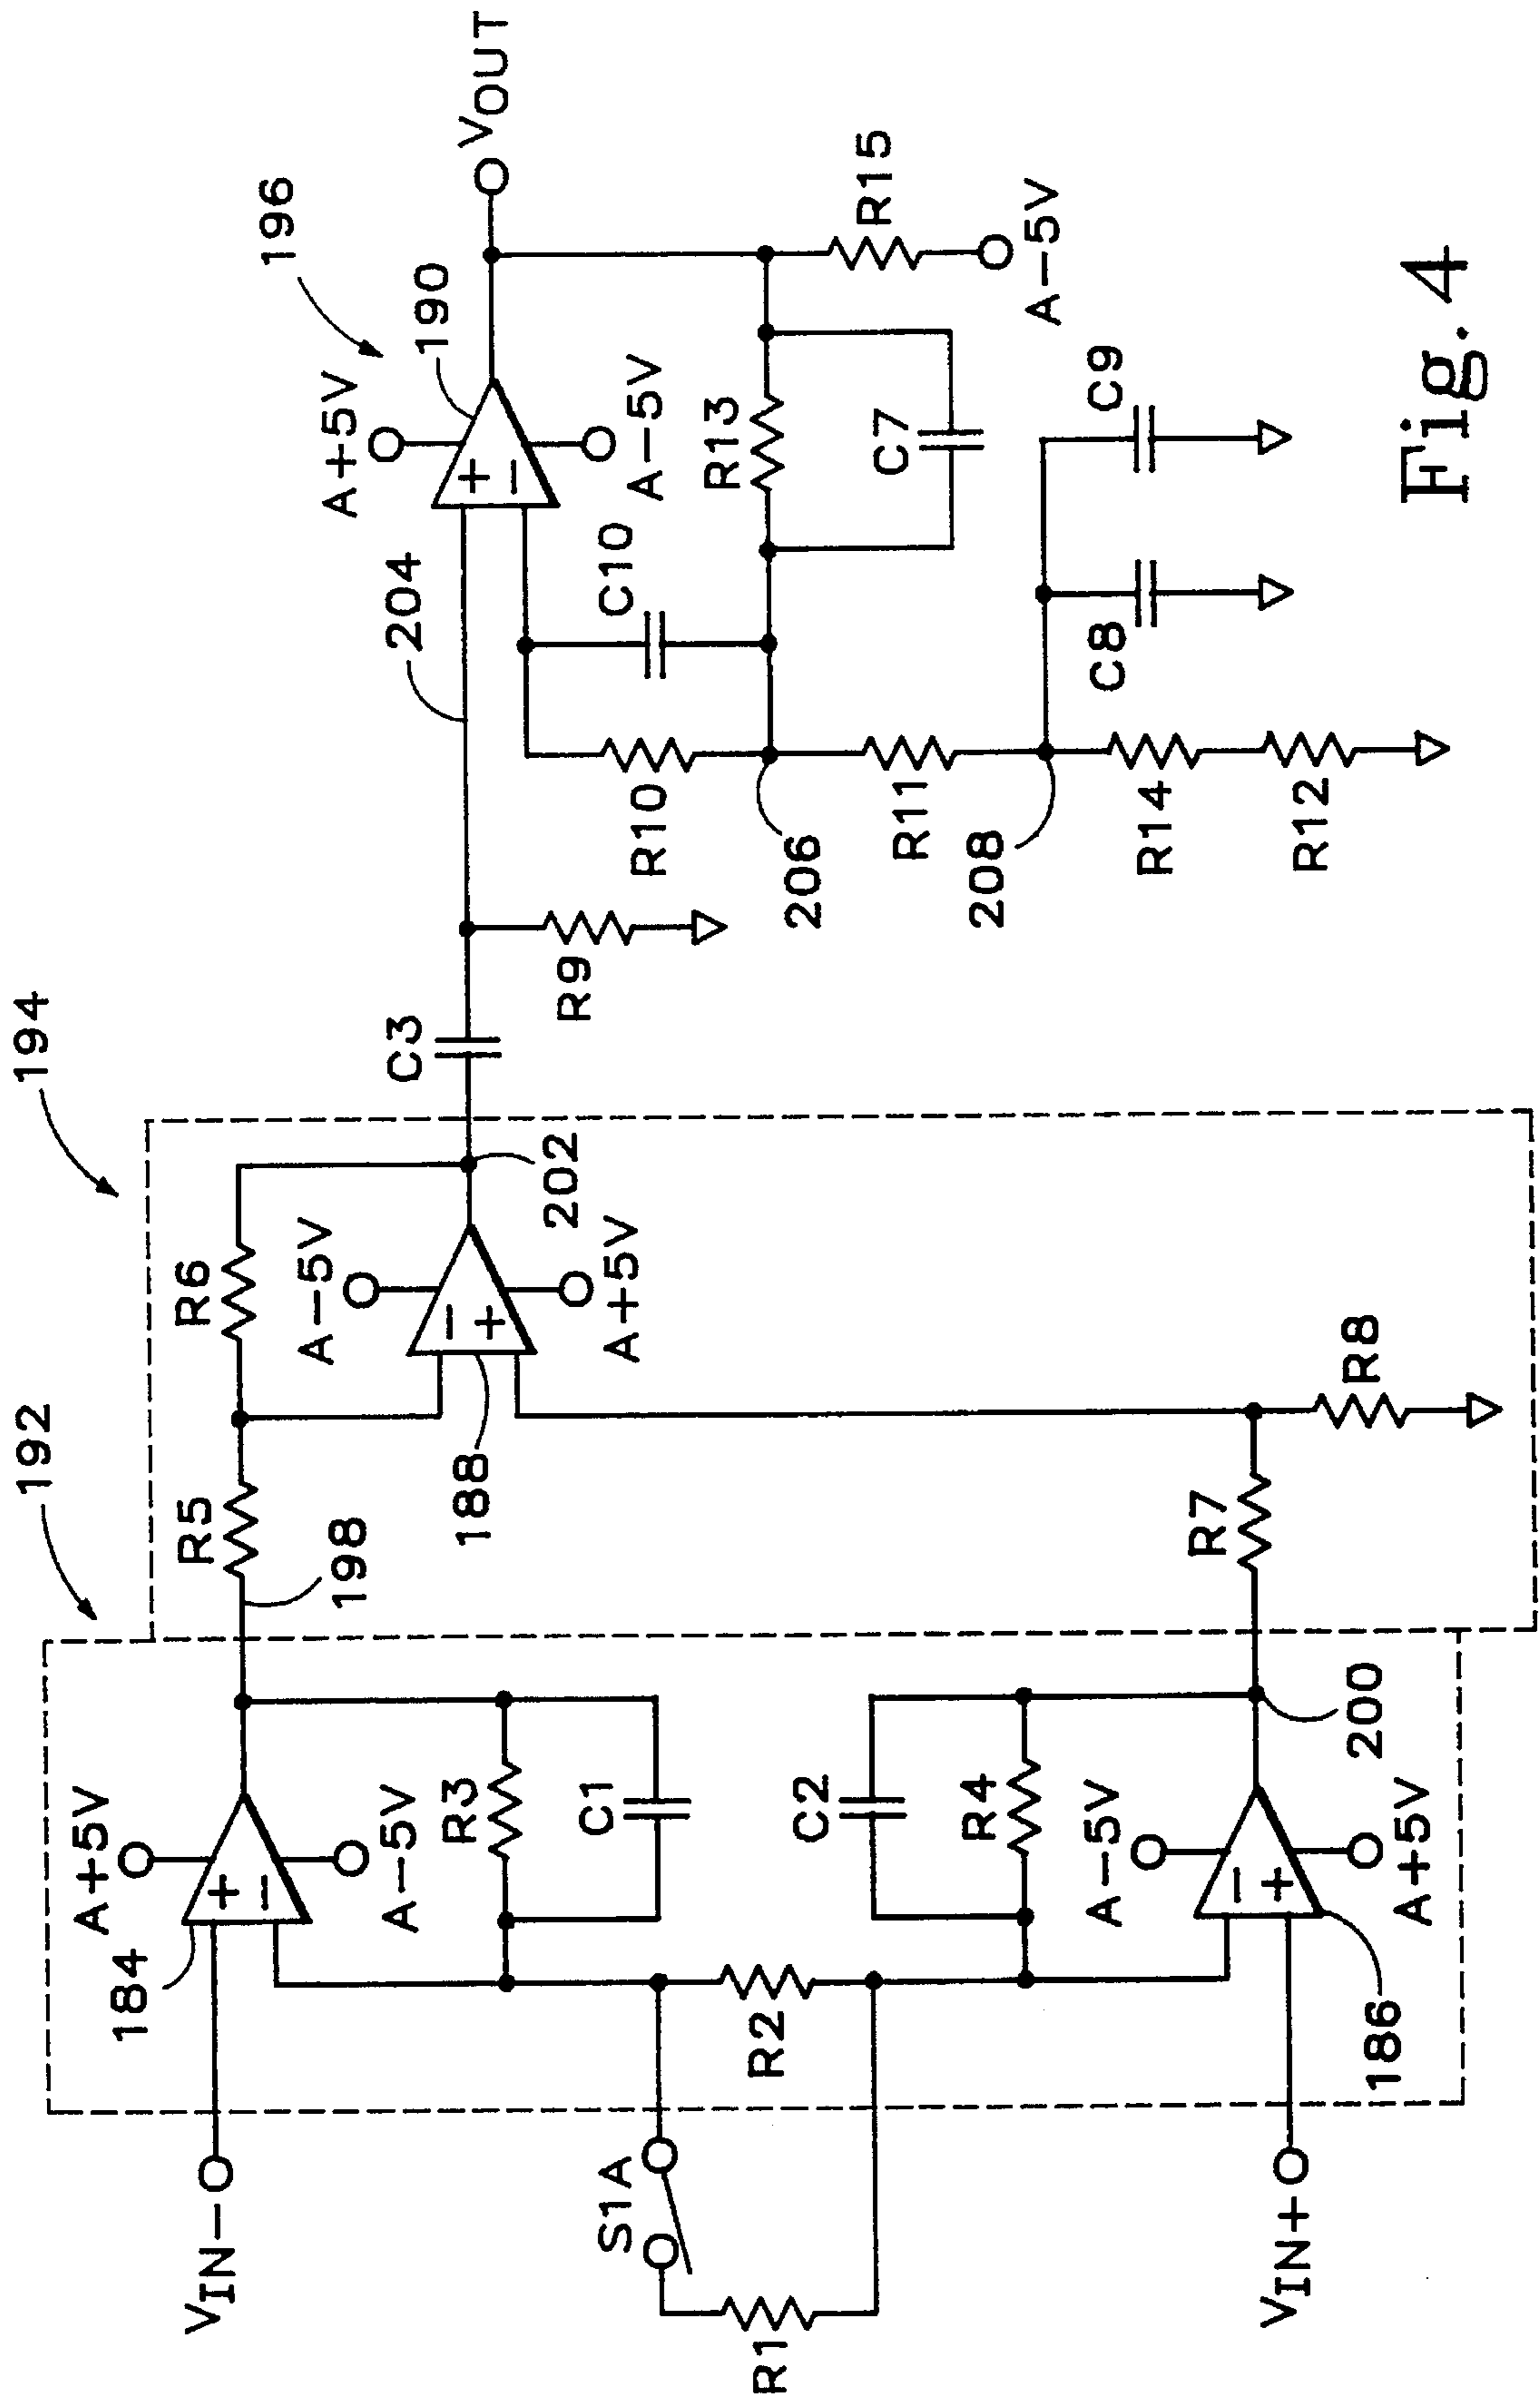 192
194
196
A+5V
184
VIN−
A−5V
R3
C1
S1A
R2
R1
C2
R4
A−5V
VIN+
186
A+5V
200
R5
198
R6
A−5V
188
202
A+5V
R7
R8
C3
R9
204
A+5V
190
VOUT
A−5V
C10
R10
R13
206
C7
R15
A−5V
R11
208
C8
C9
R14
R12
Fig. 4